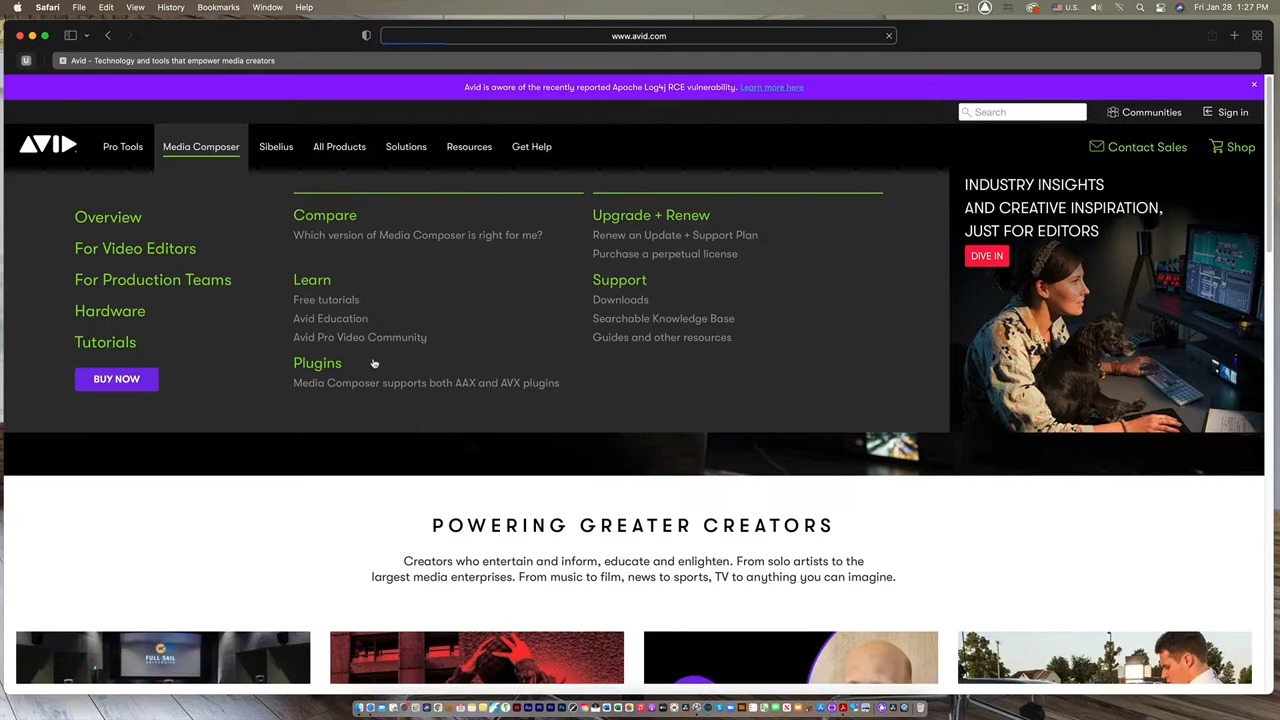 Safari File Edit View History Bookmarks Window Help U.S. Fri Jan 28 1:27 PM
www.avid.com
U Avid - Technology and tools that empower media creators
Avid is aware of the recently reported Apache Log4j RCE vulnerability. Learn more here
Search Communities Sign in
AVID Pro Tools Media Composer Sibelius All Products Solutions Resources Get Help Contact Sales Shop
Overview
For Video Editors
For Production Teams
Hardware
Tutorials
BUY NOW
Compare
Which version of Media Composer is right for me?
Learn
Free tutorials
Avid Education
Avid Pro Video Community
Plugins
Media Composer supports both AAX and AVX plugins
Upgrade + Renew
Renew an Update + Support Plan
Purchase a perpetual license
Support
Downloads
Searchable Knowledge Base
Guides and other resources
INDUSTRY INSIGHTS
AND CREATIVE INSPIRATION,
JUST FOR EDITORS
DIVE IN
POWERING GREATER CREATORS
Creators who entertain and inform, educate and enlighten. From solo artists to the
largest media enterprises. From music to film, news to sports, TV to anything you can imagine.
FULL SAIL
UNIVERSITY